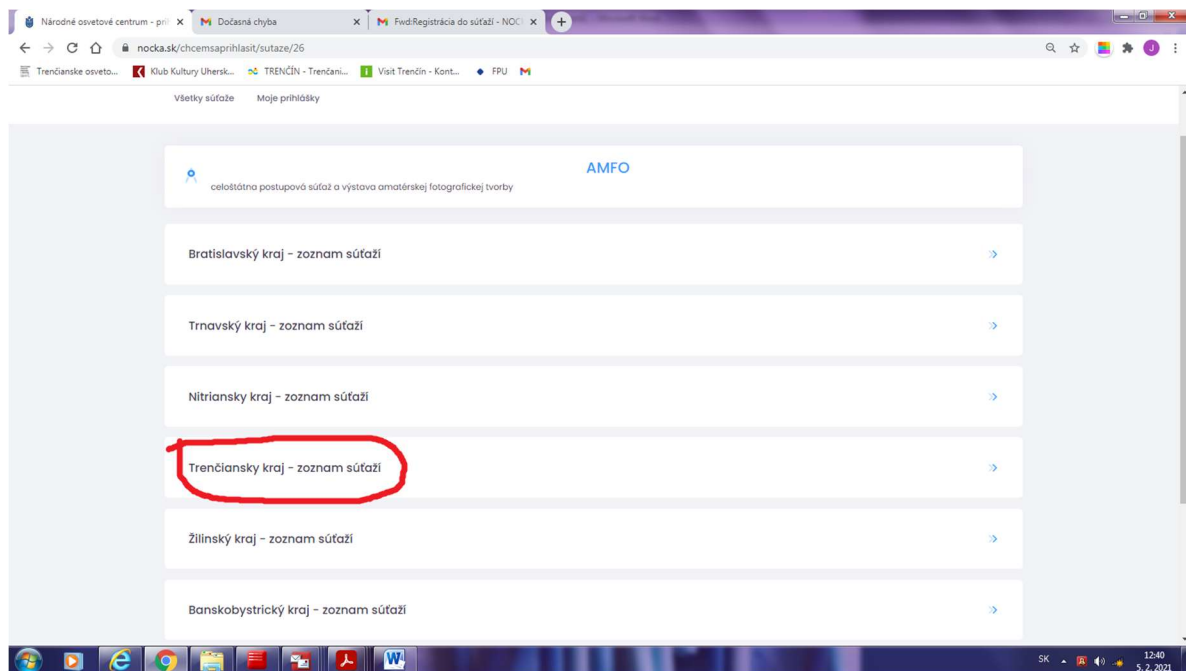 Národné osvetové centrum - pri
Dočasná chyba
Fwd:Registrácia do súťaží - NOC
nocka.sk/chcemsaprihlasit/sutaze/26
J
Trenčianske osveto...
Klub Kultúry Uhersk...
TRENČÍN - Trenčani...
Visit Trenčín - Kont...
FPU
Všetky súťaže
Moje prihlášky
AMFO
celoštátna postupová súťaž a výstava amatérskej fotografickej tvorby
Bratislavský kraj - zoznam súťaží
Trnavský kraj - zoznam súťaží
Nitriansky kraj - zoznam súťaží
Trenčiansky kraj - zoznam súťaží
Žilinský kraj - zoznam súťaží
Banskobystrický kraj - zoznam súťaží
SK
12:40
5. 2. 2021